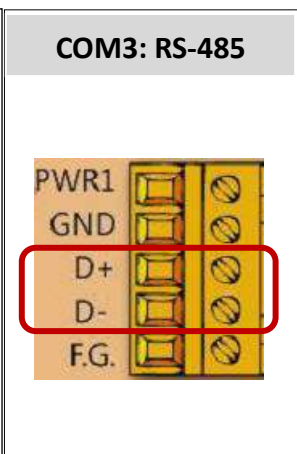 COM3: RS-485
PWR1
GND
D+
D-
F.G.